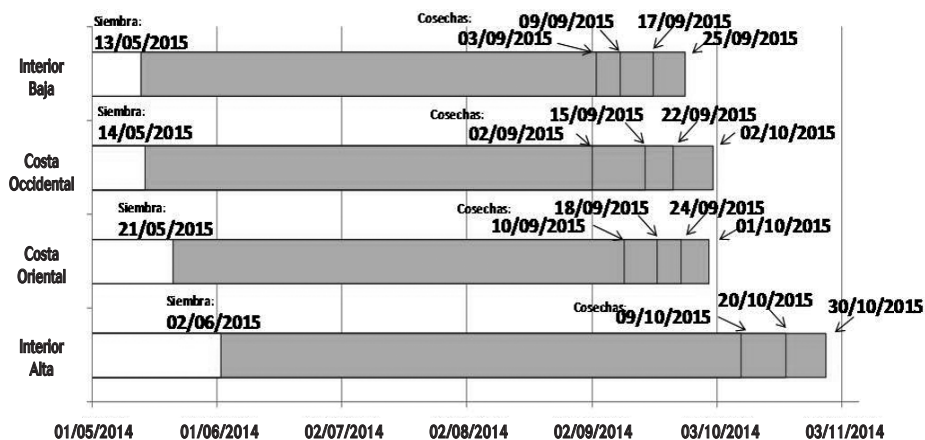 Siembra:
13/05/2015
Cosechas:
03/09/2015
09/09/2015
17/09/2015
25/09/2015
Interior
Baja
Siembra:
14/05/2015
Cosechas:
02/09/2015
15/09/2015
22/09/2015
02/10/2015
Costa
Occidental
Siembra:
21/05/2015
Cosechas:
10/09/2015
18/09/2015
24/09/2015
01/10/2015
Costa
Oriental
Siembra:
02/06/2015
Cosechas:
09/10/2015
20/10/2015
30/10/2015
Interior
Alta
01/05/2014 01/06/2014 02/07/2014 02/08/2014 02/09/2014 03/10/2014 03/11/2014